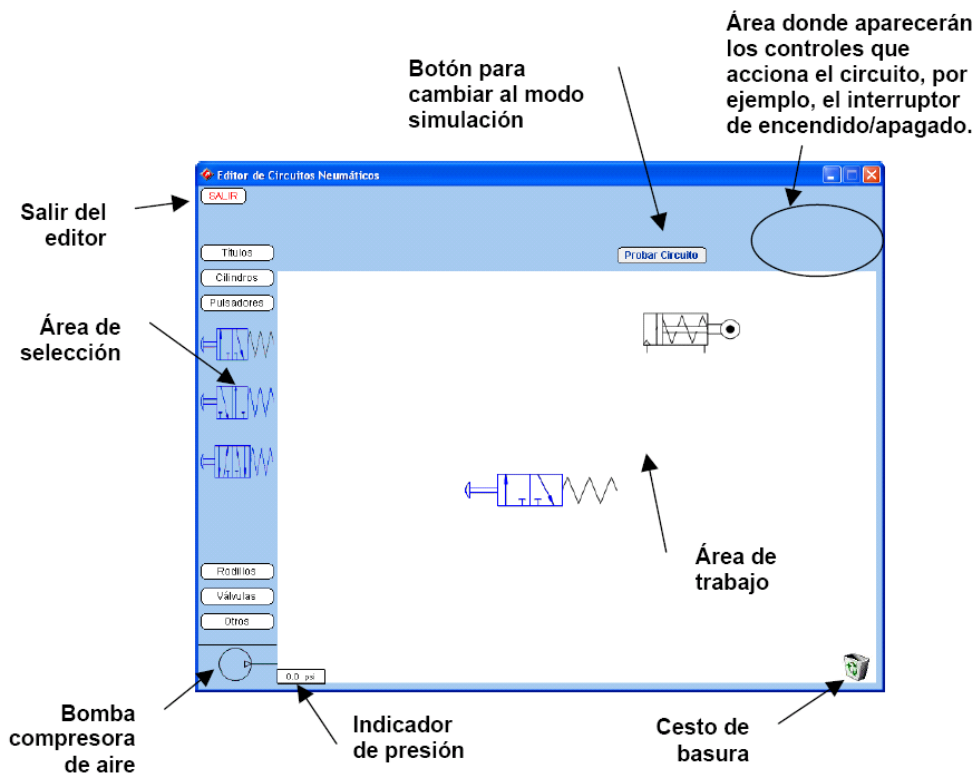 Área donde aparecerán
los controles que
acciona el circuito, por
ejemplo, el interruptor
de encendido/apagado.
Botón para
cambiar al modo
simulación
Editor de Circuitos Neumáticos
SALIR
Salir del
editor
Títulos
Probar Circuito
Cilindros
Pulsadores
Área de
selección
Área de
trabajo
Rodillos
Válvulas
Otros
0.0 psi
Bomba
compresora
de aire
Indicador
de presión
Cesto de
basura